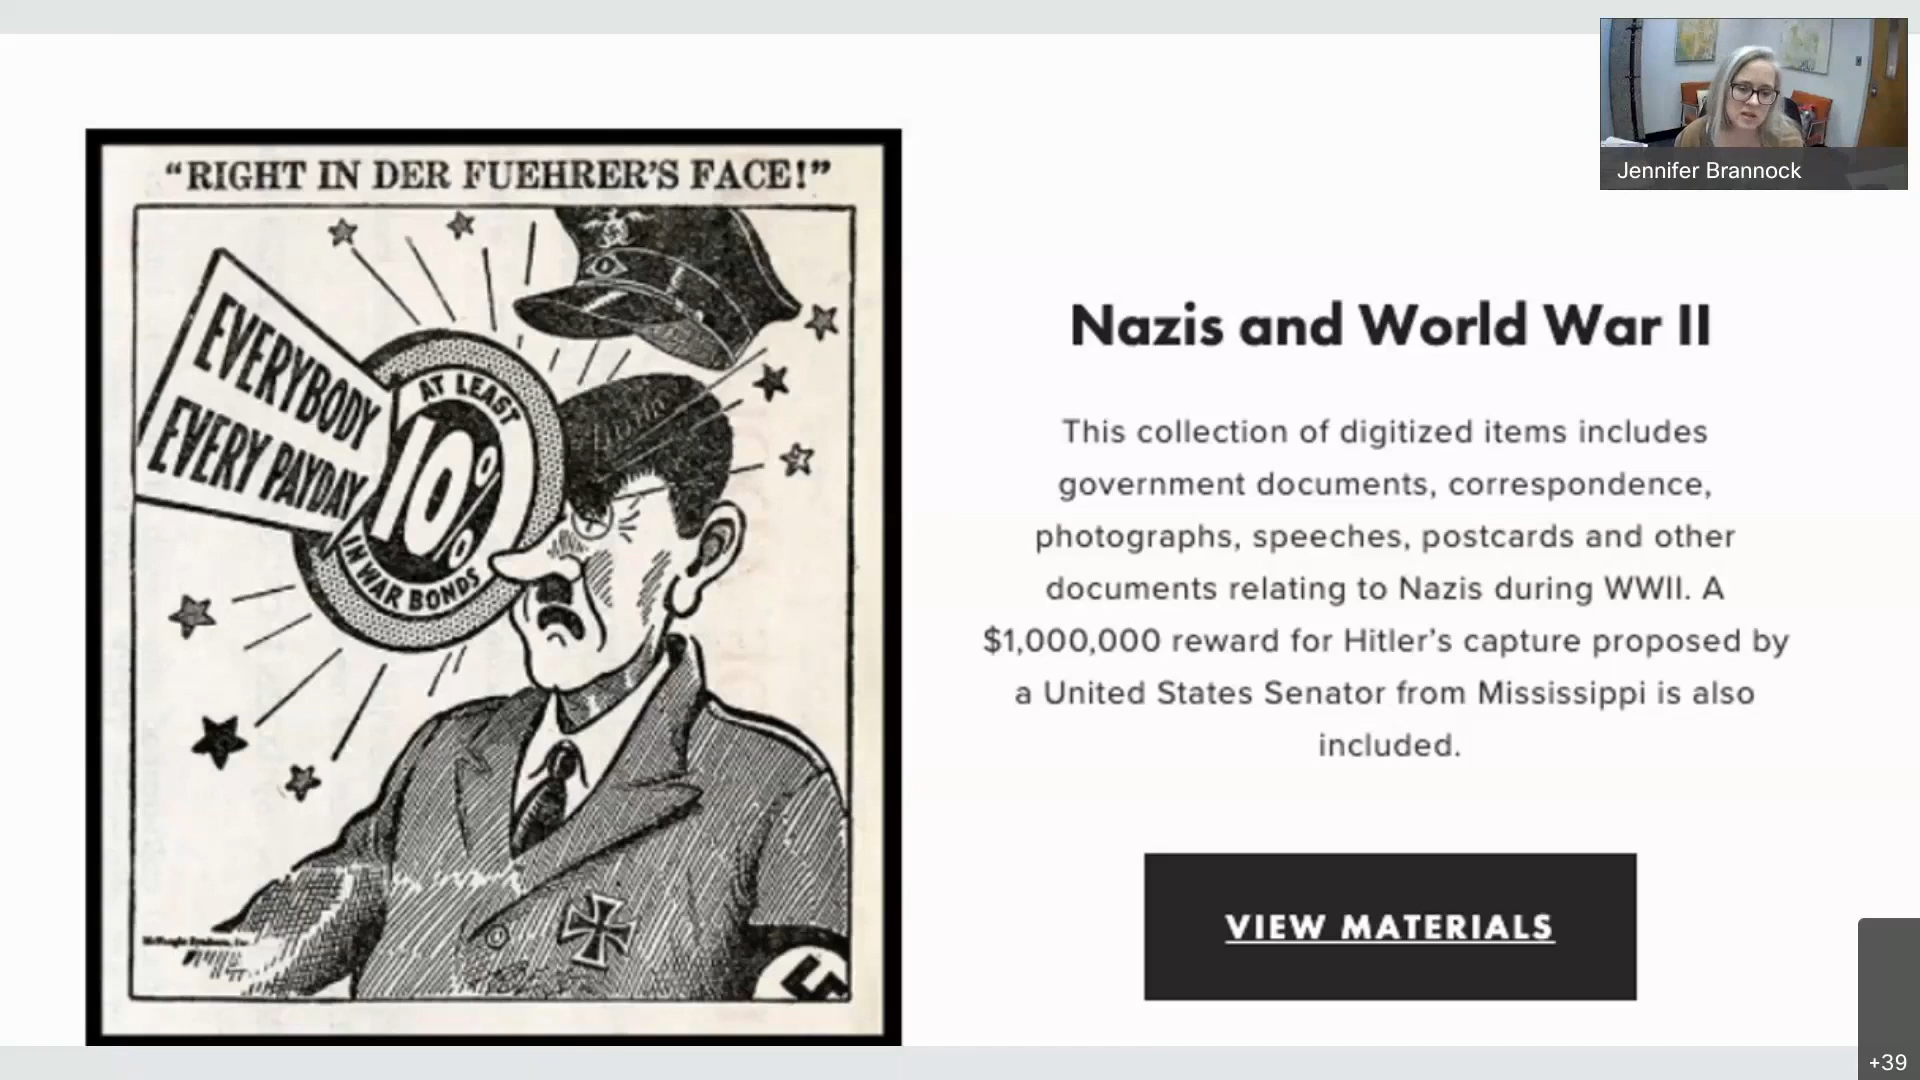 Jennifer Brannock
“RIGHT IN DER FUEHRER’S FACE!”
EVERYBODY
EVERY PAYDAY
AT LEAST
10%
IN WAR BONDS
Nazis and World War II
This collection of digitized items includes
government documents, correspondence,
photographs, speeches, postcards and other
documents relating to Nazis during WWII. A
$1,000,000 reward for Hitler’s capture proposed by
a United States Senator from Mississippi is also
included.
VIEW MATERIALS
+39